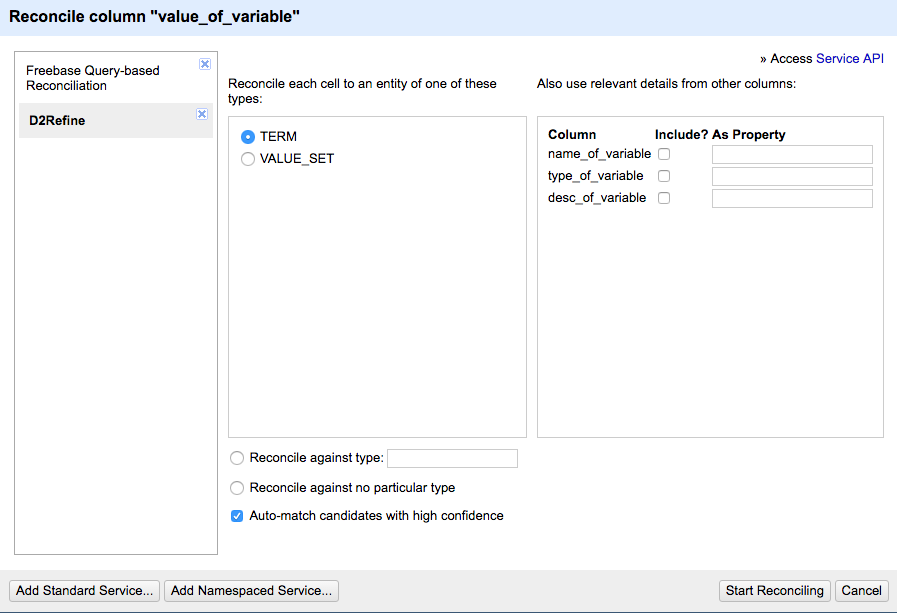 Reconcile column "value_of_variable"
» Access Service API
Freebase Query-based
Reconciliation
D2Refine
Reconcile each cell to an entity of one of these
types:
TERM
VALUE_SET
Also use relevant details from other columns:
Column Include? As Property
name_of_variable
type_of_variable
desc_of_variable
Reconcile against type:
Reconcile against no particular type
Auto-match candidates with high confidence
Add Standard Service... Add Namespaced Service... Start Reconciling Cancel